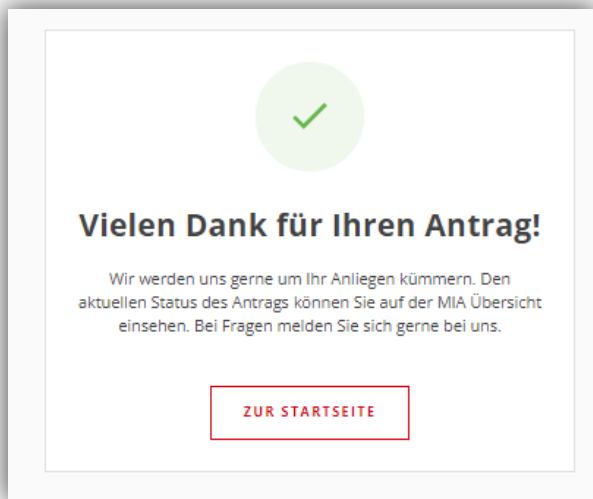 Vielen Dank für Ihren Antrag!
Wir werden uns gerne um Ihr Anliegen kümmern. Den
aktuellen Status des Antrags können Sie auf der MIA Übersicht
einsehen. Bei Fragen melden Sie sich gerne bei uns.
ZUR STARTSEITE